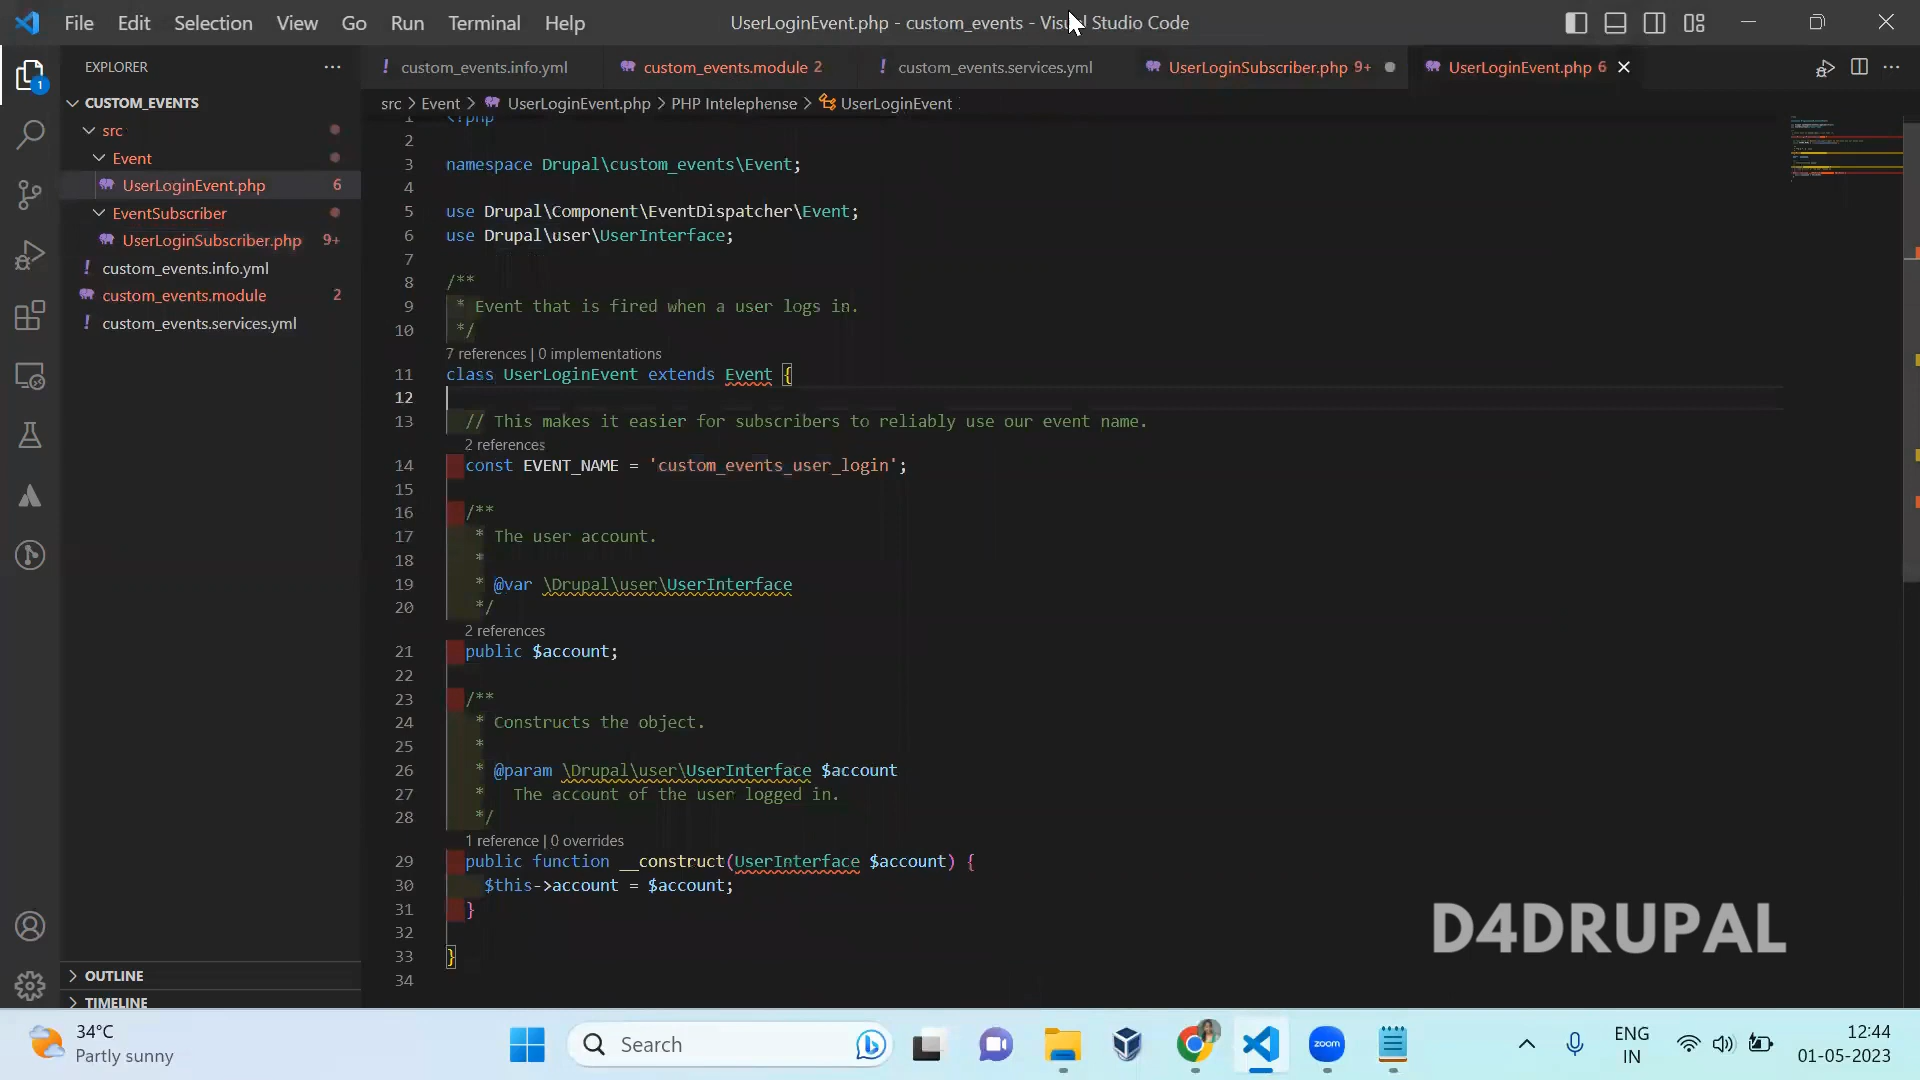 File Edit Selection View Go Run Terminal Help UserLoginEvent.php - custom_events - Visual Studio Code
EXPLORER
custom_events.info.yml custom_events.module 2 custom_events.services.yml UserLoginSubscriber.php 9+ UserLoginEvent.php 6
src > Event > UserLoginEvent.php > PHP Intelephense > UserLoginEvent
1
CUSTOM_EVENTS
src
Event
UserLoginEvent.php 6
EventSubscriber
UserLoginSubscriber.php 9+
custom_events.info.yml
custom_events.module 2
custom_events.services.yml
OUTLINE
TIMELINE
1 <?php
2
3 namespace Drupal\custom_events\Event;
4
5 use Drupal\Component\EventDispatcher\Event;
6 use Drupal\user\UserInterface;
7
8 /**
9 * Event that is fired when a user logs in.
10 */
7 references | 0 implementations
11 class UserLoginEvent extends Event {
12
13 // This makes it easier for subscribers to reliably use our event name.
2 references
14 const EVENT_NAME = 'custom_events_user_login';
15
16 /**
17 * The user account.
18 *
19 * @var \Drupal\user\UserInterface
20 */
2 references
21 public $account;
22
23 /**
24 * Constructs the object.
25 *
26 * @param \Drupal\user\UserInterface $account
27 * The account of the user logged in.
28 */
1 reference | 0 overrides
29 public function __construct(UserInterface $account) {
30 $this->account = $account;
31 }
32
33 }
34
D4DRUPAL
34°C
Partly sunny
Search
zoom
ENG
IN
12:44
01-05-2023